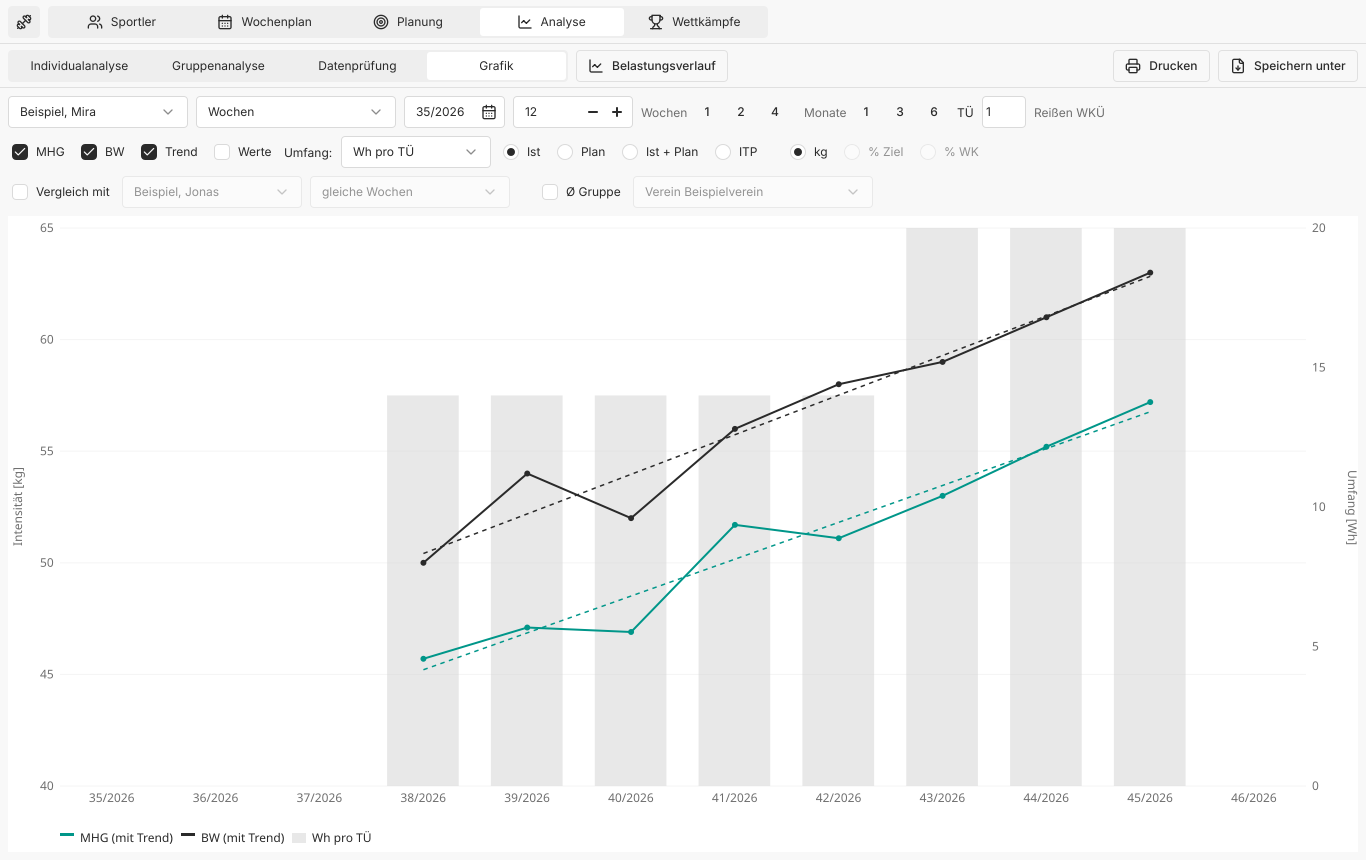 Sportler Wochenplan Planung Analyse Wettkämpfe
Individualanalyse Gruppenanalyse Datenprüfung Grafik Belastungsverlauf Drucken Speichern unter
Beispiel, Mira Wochen 35/2026 12 Wochen 1 2 4 Monate 1 3 6 TÜ 1 Reißen WKÜ
MHG BW Trend Werte Umfang: Wh pro TÜ Ist Plan Ist + Plan ITP kg % Ziel % WK
Vergleich mit Beispiel, Jonas gleiche Wochen Ø Gruppe Verein Beispielverein
65 20
60
15
55
Intensität [kg] 10 Umfang [Wh]
50
5
45
40 0
35/2026 36/2026 37/2026 38/2026 39/2026 40/2026 41/2026 42/2026 43/2026 44/2026 45/2026 46/2026
MHG (mit Trend) BW (mit Trend) Wh pro TÜ